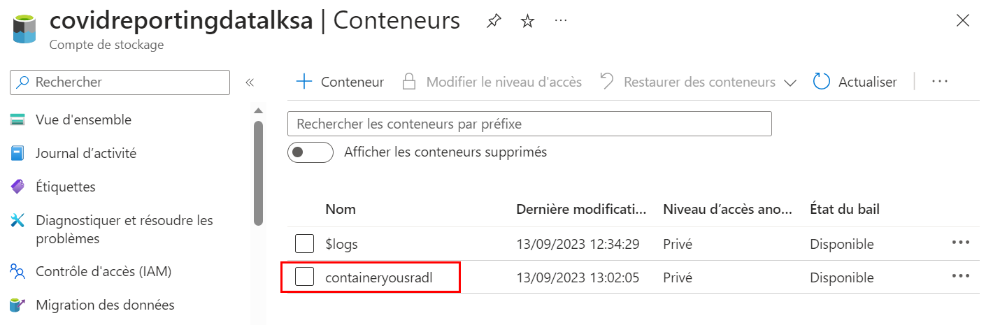 covidreportingdatalksa | Conteneurs ...
Compte de stockage
Rechercher
«
Conteneur
Modifier le niveau d'accès
Restaurer des conteneurs
Actualiser
...
Vue d'ensemble
Journal d’activité
Étiquettes
Diagnostiquer et résoudre les
problèmes
Contrôle d'accès (IAM)
Migration des données
Rechercher les conteneurs par préfixe
Afficher les conteneurs supprimés
Nom Dernière modificati... Niveau d’accès ano... État du bail
$logs 13/09/2023 12:34:29 Privé Disponible ...
containeryousradl 13/09/2023 13:02:05 Privé Disponible ...